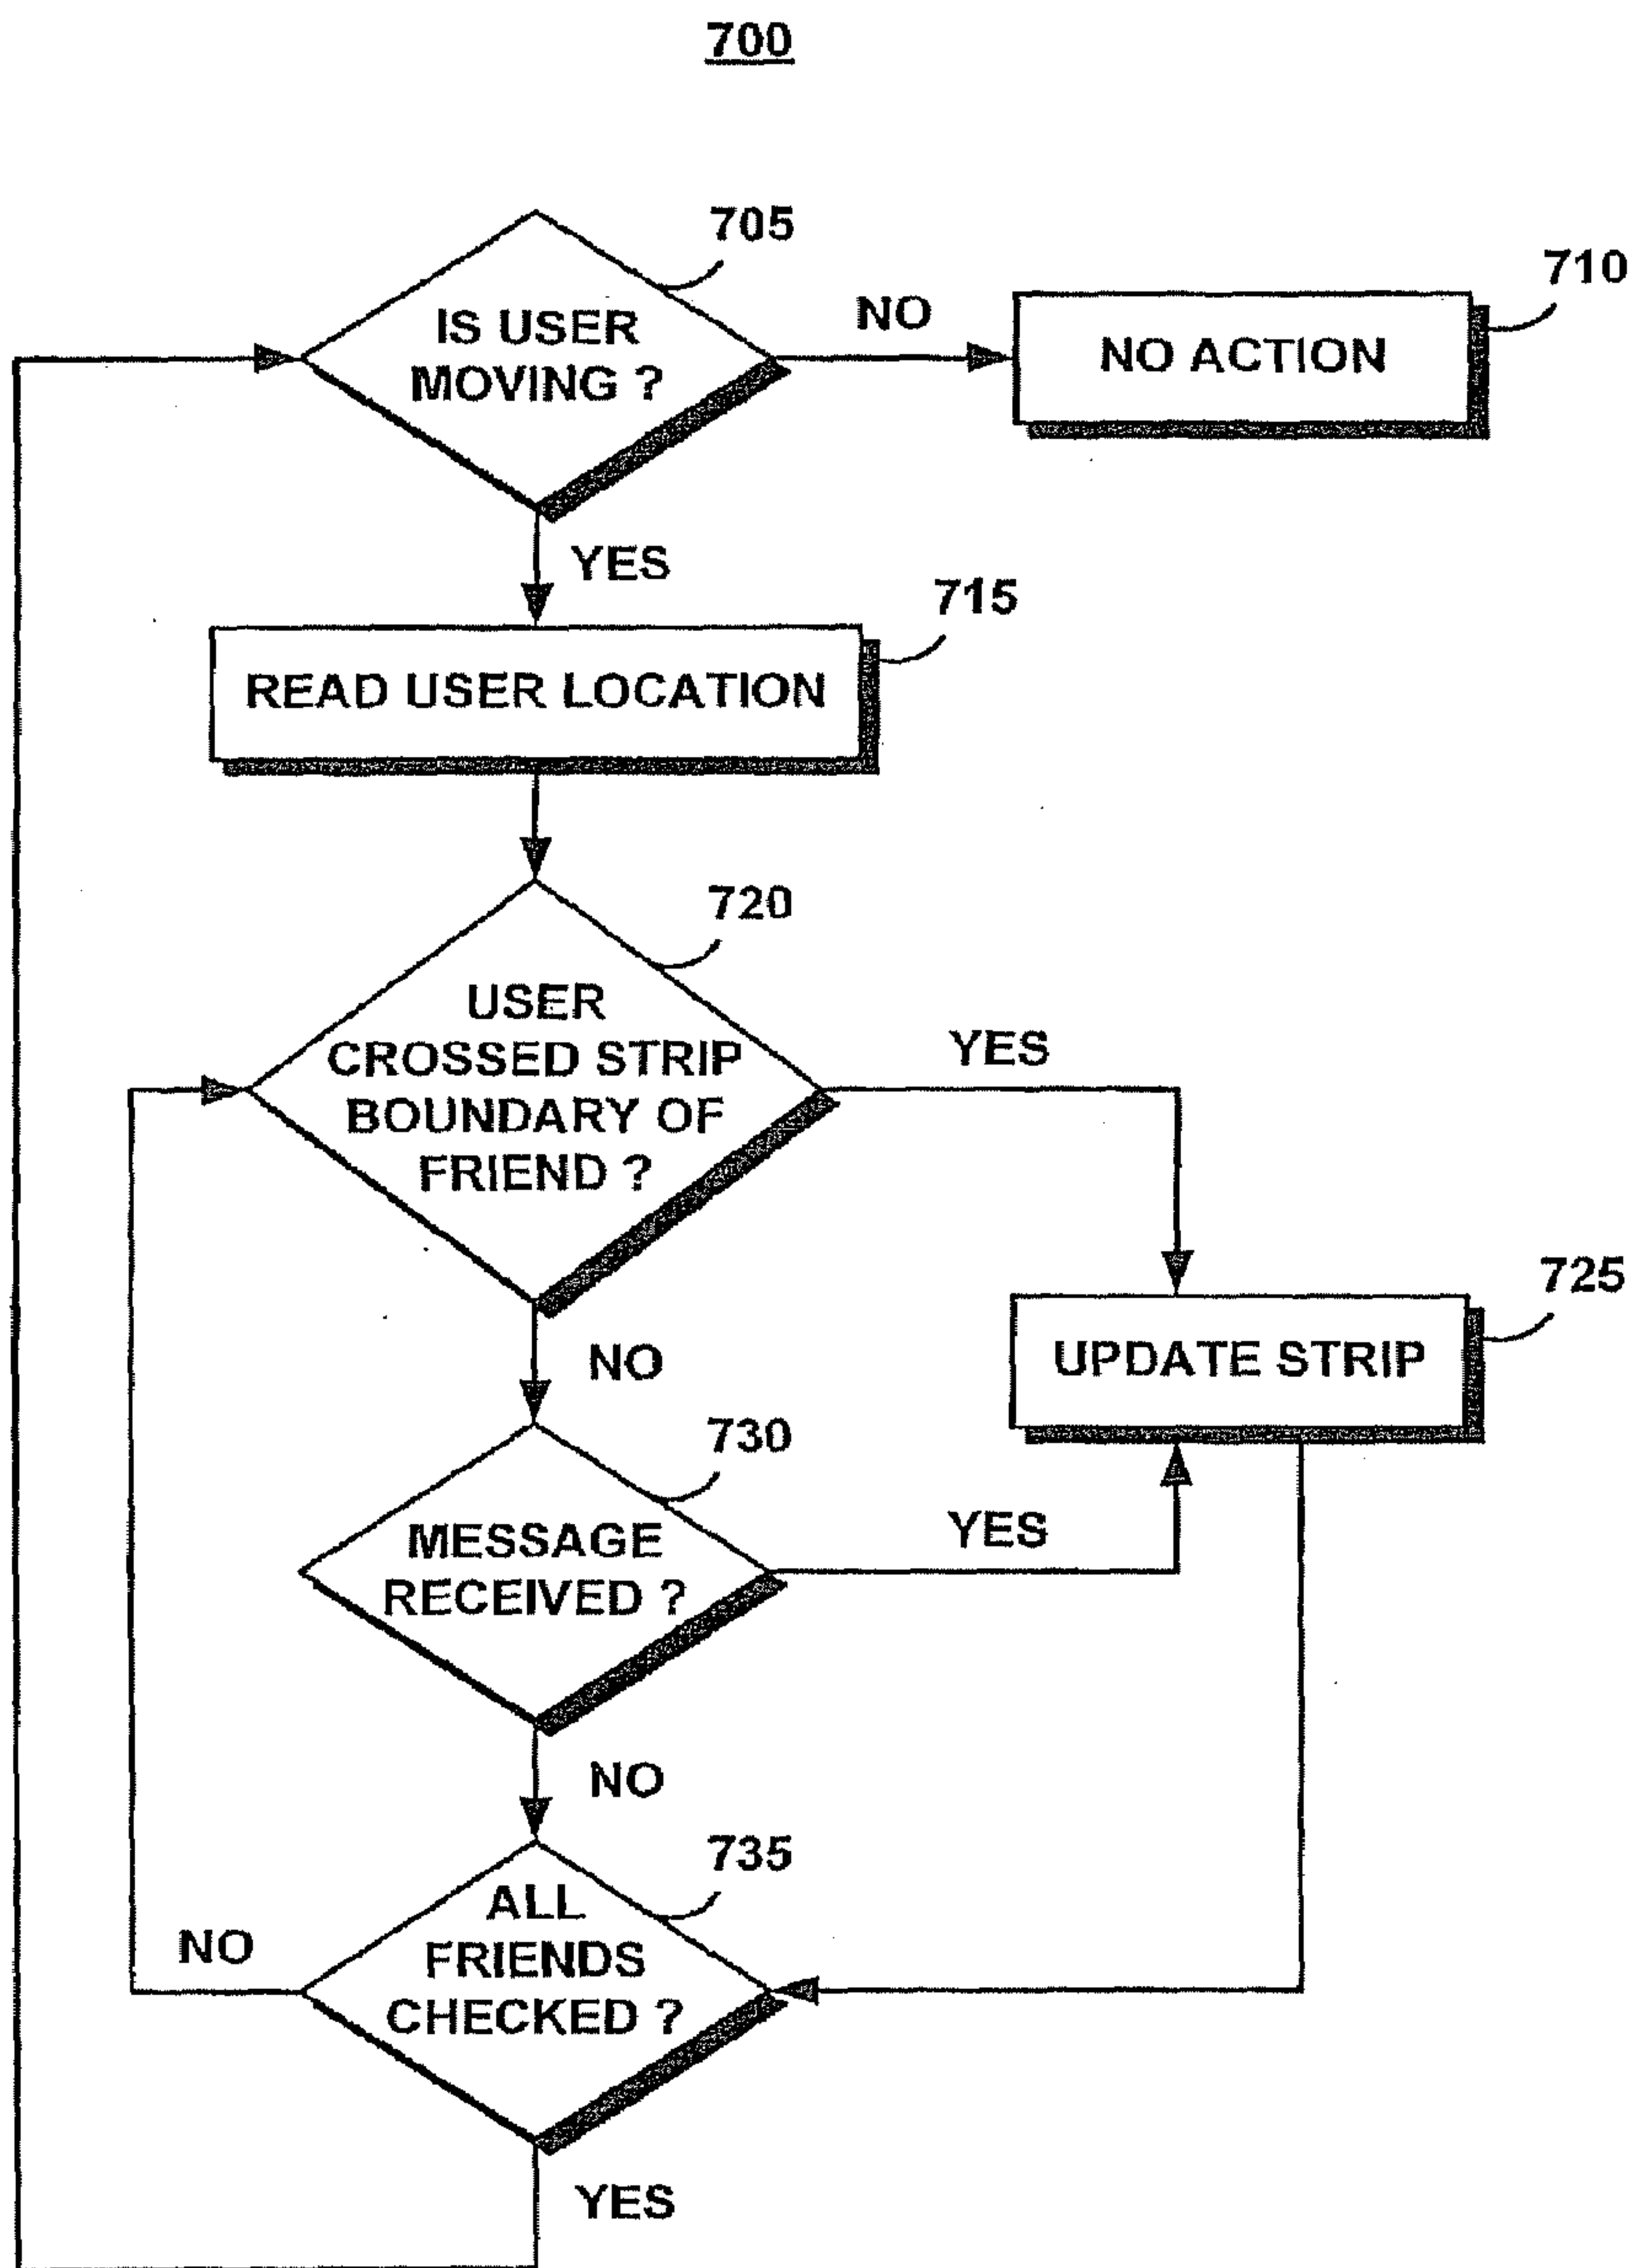 700
705
IS USER
MOVING ?
NO
710
NO ACTION
YES
715
READ USER LOCATION
720
USER
CROSSED STRIP
BOUNDARY OF
FRIEND ?
YES
725
UPDATE STRIP
NO
730
MESSAGE
RECEIVED ?
YES
NO
735
ALL
FRIENDS
CHECKED ?
NO
YES